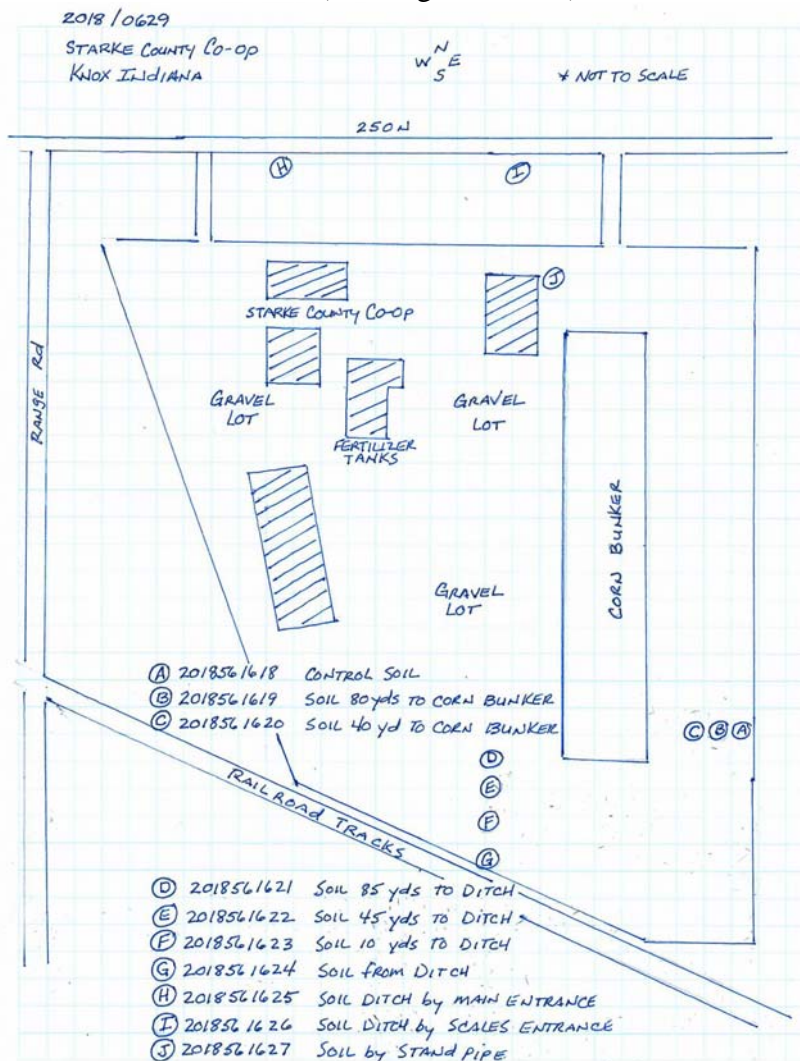 2018/0629
STARKE COUNTY CO-OP
KNOX INDIANA
N
W E
S
* NOT TO SCALE
250 N
H
I
J
STARKE COUNTY CO-OP
RANGE Rd
GRAVEL
LOT
FERTILIZER
TANKS
GRAVEL
LOT
CORN BUNKER
GRAVEL
LOT
A 2018561618 CONTROL SOIL
B 2018561619 SOIL 80 yds TO CORN BUNKER
C 2018561620 SOIL 40 yd TO CORN BUNKER
C B A
D
E
F
G
RAILROAD TRACKS
D 2018561621 SOIL 85 yds TO DITCH
E 2018561622 SOIL 45 yds TO DITCH
F 2018561623 SOIL 10 yds TO DITCH
G 2018561624 SOIL from DITCH
H 2018561625 SOIL DITCH by MAIN ENTRANCE
I 2018561626 SOIL DITCH by SCALES ENTRANCE
J 2018561627 SOIL by STAND PIPE